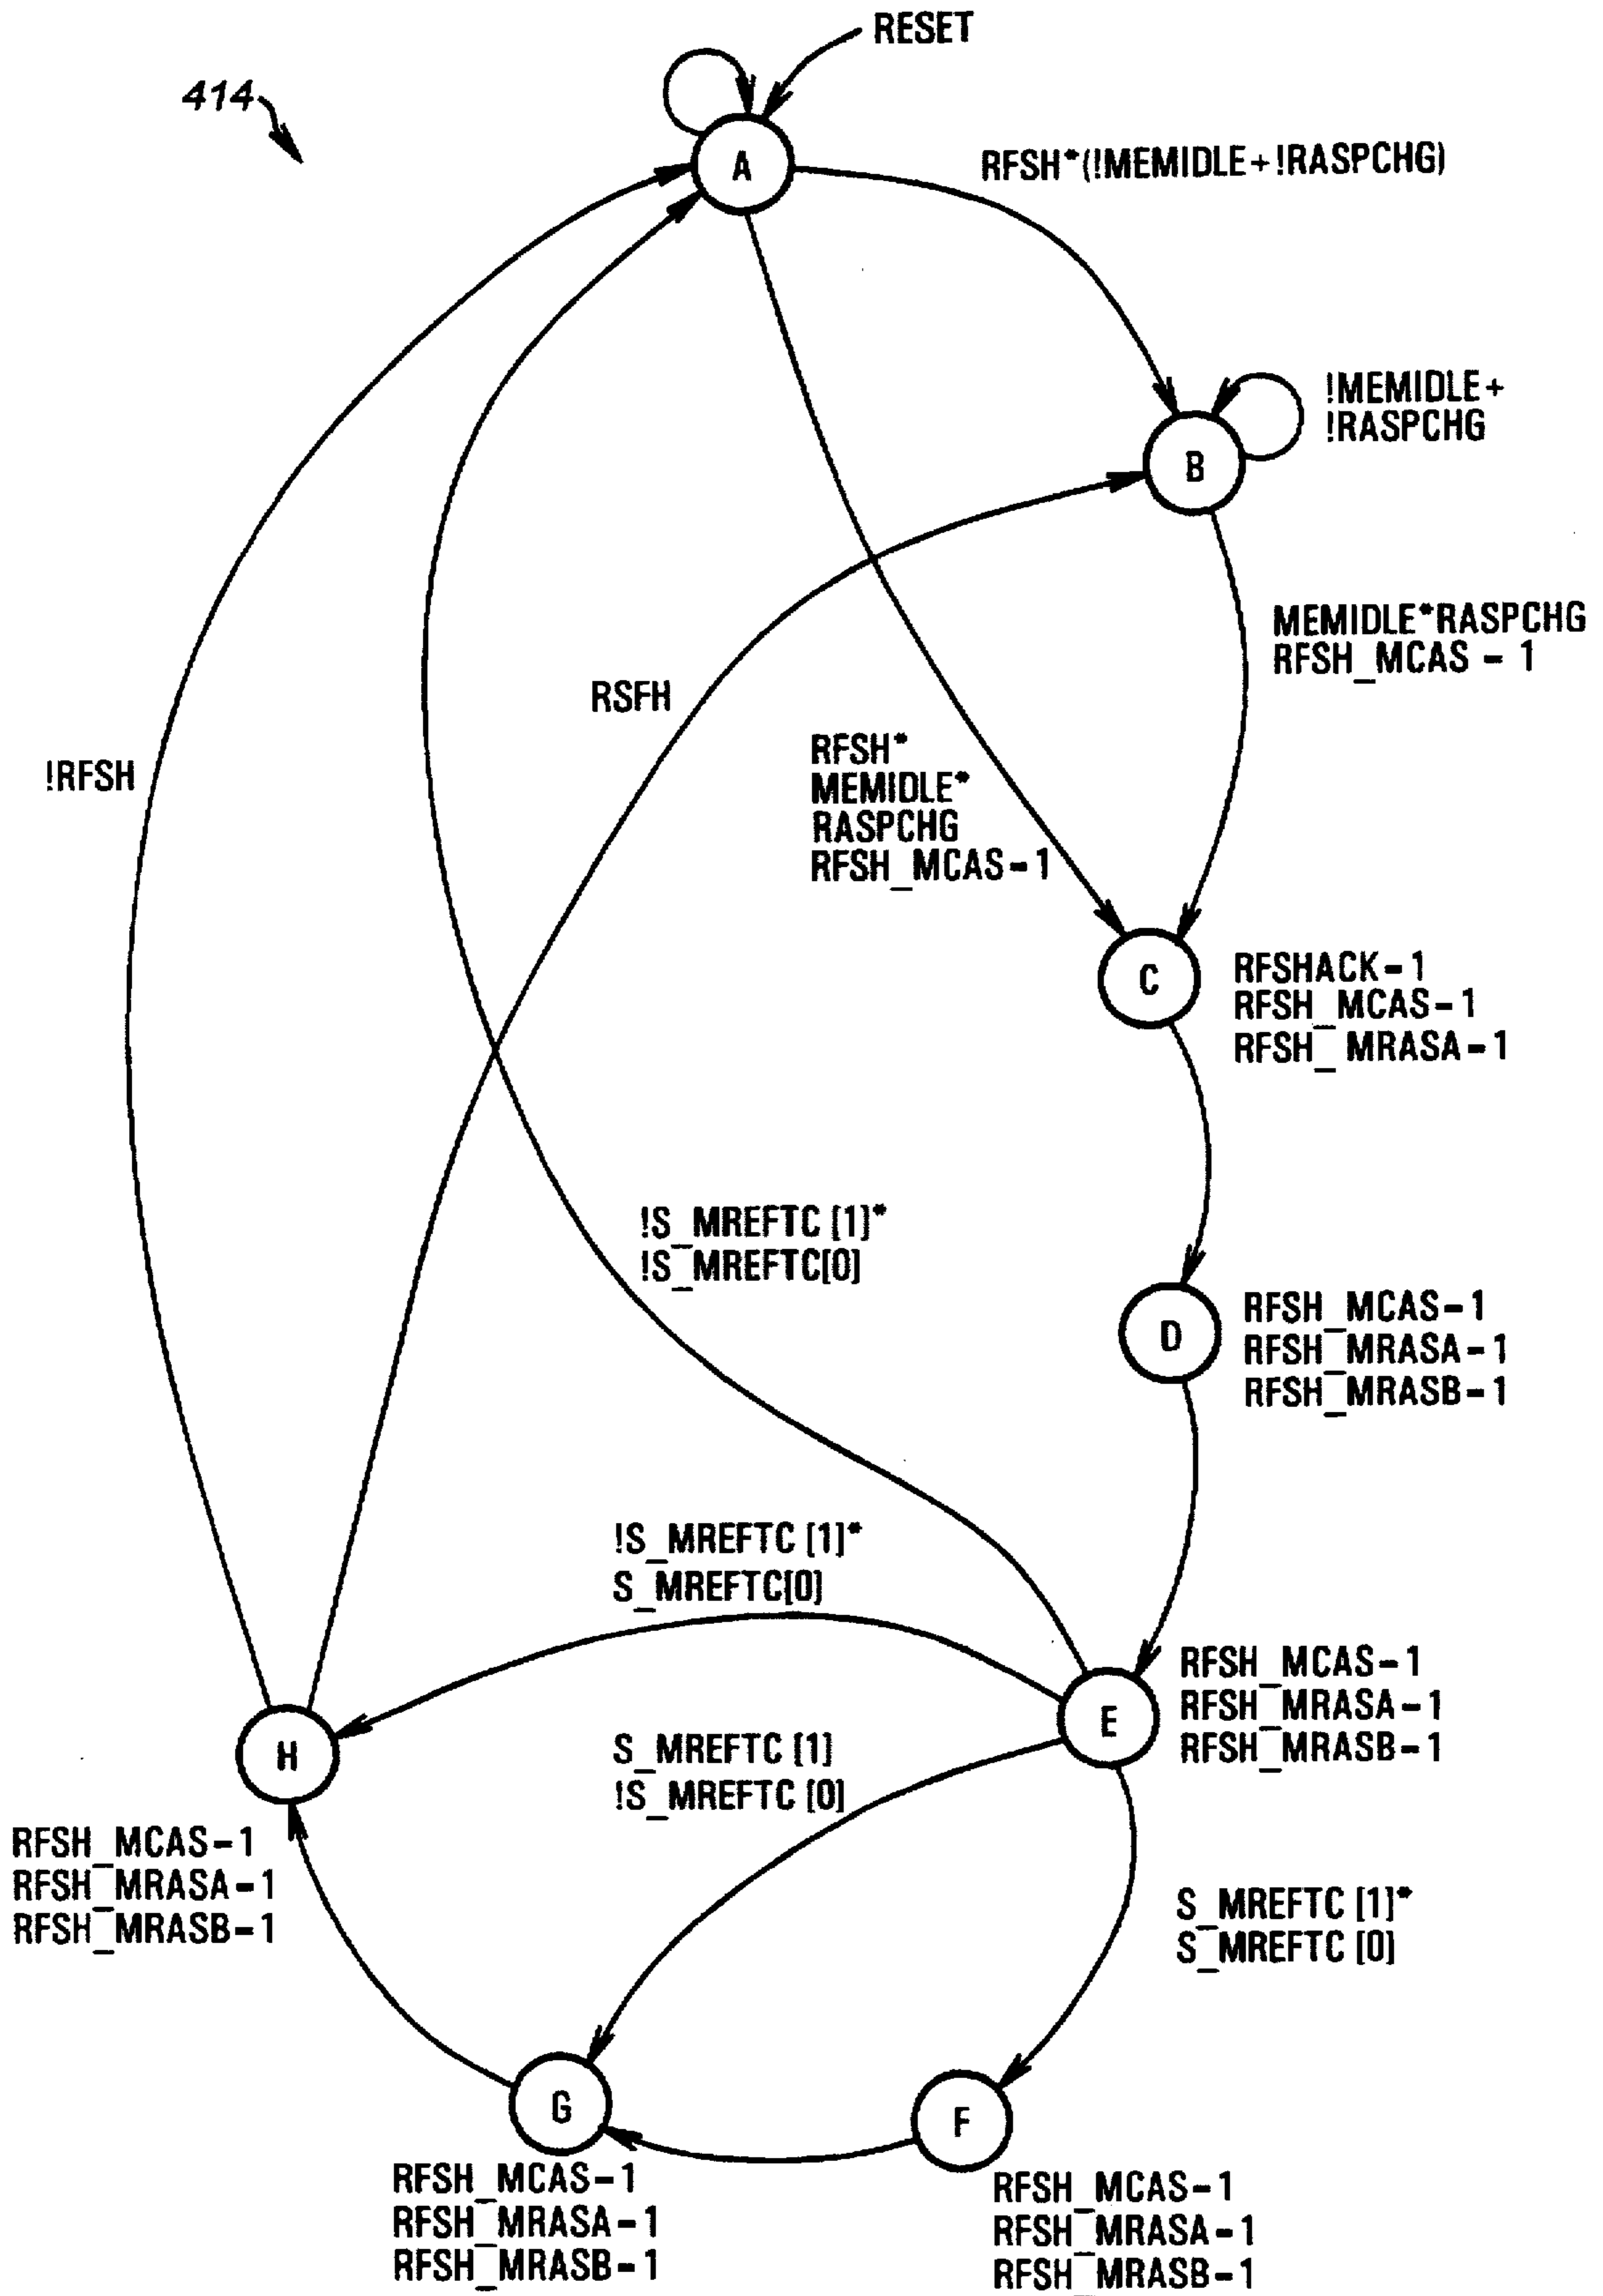 RESET
414
A
RFSH*(!MEMIDLE+!RASPCHG)
!MEMIDLE+
!RASPCHG
B
MEMIDLE*RASPCHG
RFSH_MCAS-1
RSFH
RFSH*
MEMIDLE*
RASPCHG
RFSH_MCAS-1
!RFSH
C
RFSHACK-1
RFSH_MCAS-1
RFSH_MRASA-1
!S_MREFTC [1]*
!S_MREFTC[0]
D
RFSH_MCAS-1
RFSH_MRASA-1
RFSH_MRASB-1
!S_MREFTC [1]*
S_MREFTC[0]
E
RFSH_MCAS-1
RFSH_MRASA-1
RFSH_MRASB-1
H
S_MREFTC [1]
!S_MREFTC [0]
RFSH_MCAS-1
RFSH_MRASA-1
RFSH_MRASB-1
S_MREFTC [1]*
S_MREFTC [0]
G
F
RFSH_MCAS-1
RFSH_MRASA-1
RFSH_MRASB-1
RFSH_MCAS-1
RFSH_MRASA-1
RFSH_MRASB-1